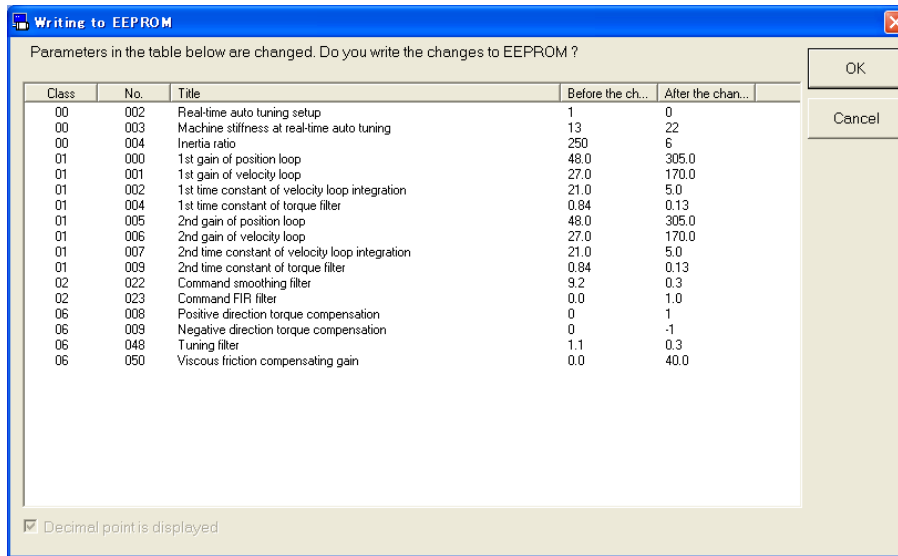 Writing to EEPROM
Parameters in the table below are changed. Do you write the changes to EEPROM ?
OK
Cancel
Class No. Title Before the ch... After the chan...
00 002 Real-time auto tuning setup 1 0
00 003 Machine stiffness at real-time auto tuning 13 22
00 004 Inertia ratio 250 6
01 000 1st gain of position loop 48.0 305.0
01 001 1st gain of velocity loop 27.0 170.0
01 002 1st time constant of velocity loop integration 21.0 5.0
01 004 1st time constant of torque filter 0.84 0.13
01 005 2nd gain of position loop 48.0 305.0
01 006 2nd gain of velocity loop 27.0 170.0
01 007 2nd time constant of velocity loop integration 21.0 5.0
01 009 2nd time constant of torque filter 0.84 0.13
02 022 Command smoothing filter 9.2 0.3
02 023 Command FIR filter 0.0 1.0
06 008 Positive direction torque compensation 0 1
06 009 Negative direction torque compensation 0 -1
06 048 Tuning filter 1.1 0.3
06 050 Viscous friction compensating gain 0.0 40.0
Decimal point is displayed